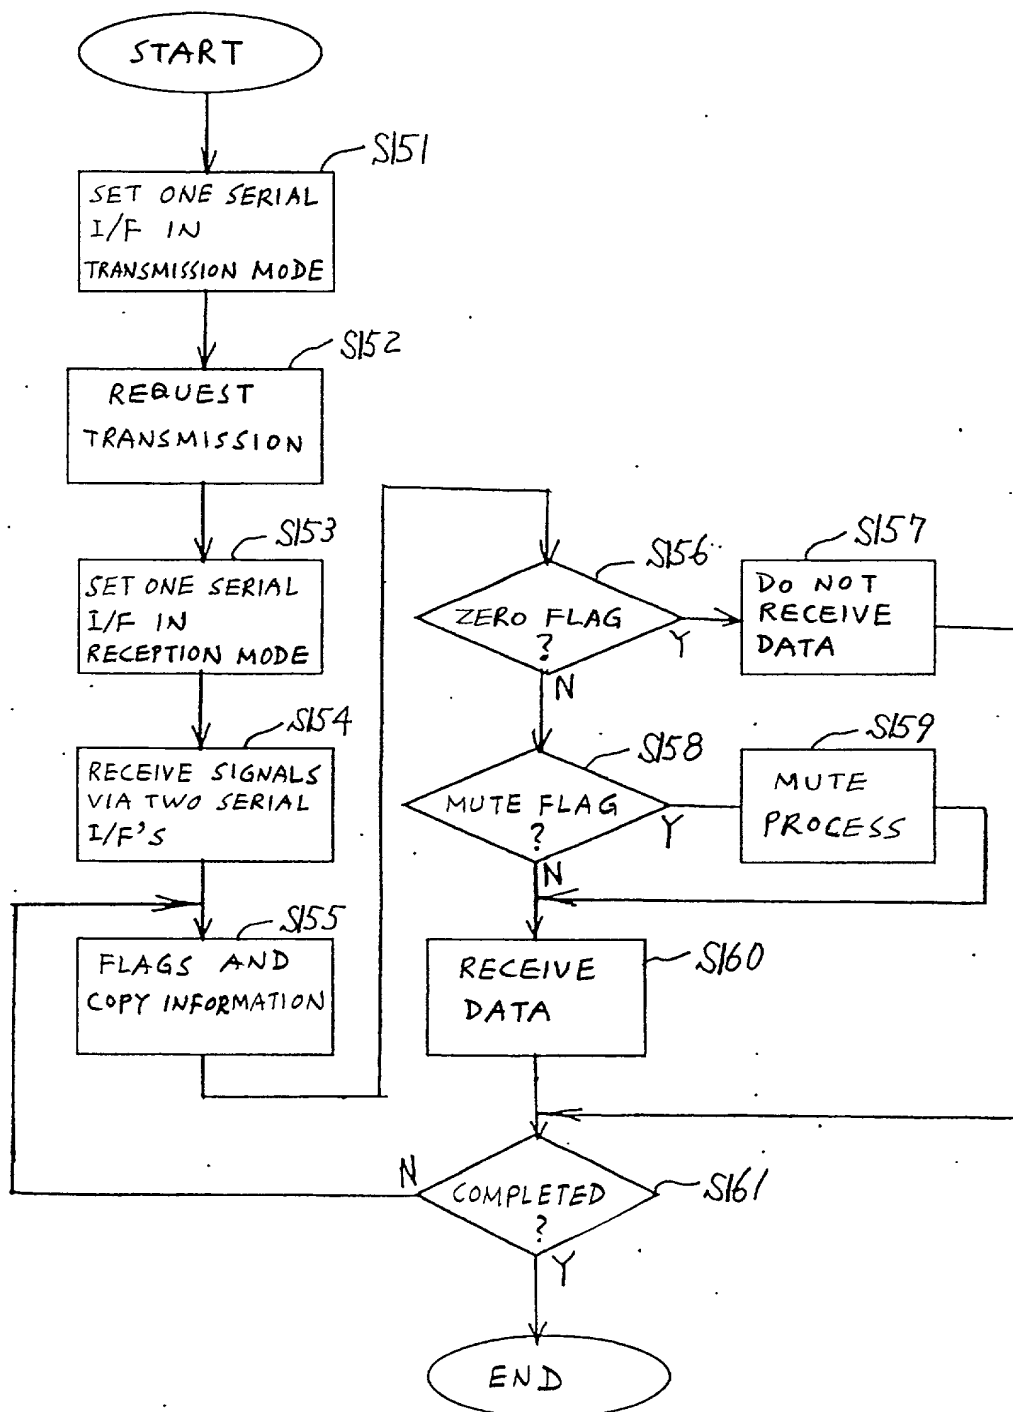 START
S151
SET ONE SERIAL
I/F IN
TRANSMISSION MODE
S152
REQUEST
TRANSMISSION
S153
SET ONE SERIAL
I/F IN
RECEPTION MODE
S154
RECEIVE SIGNALS
VIA TWO SERIAL
I/F'S
S155
FLAGS AND
COPY INFORMATION
S156
ZERO FLAG
?
Y
N
S157
DO NOT
RECEIVE
DATA
S158
MUTE FLAG
?
Y
N
S159
MUTE
PROCESS
S160
RECEIVE
DATA
S161
COMPLETED
?
N
Y
END